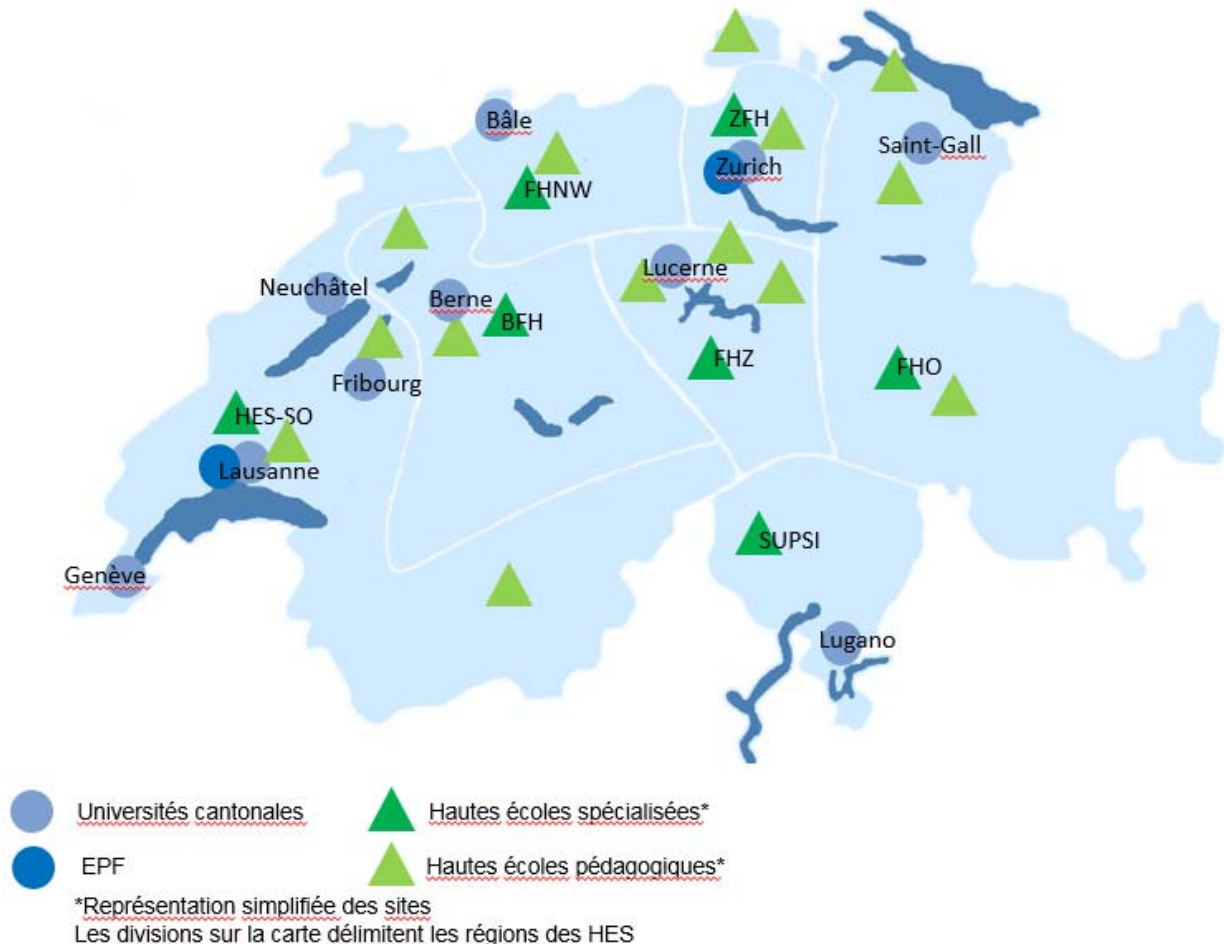 Bâle
ZFH
Saint-Gall
Zurich
FHNW
Lucerne
Neuchâtel
Berne
BFH
FHZ
FHO
Fribourg
HES-SO
Lausanne
SUPSI
Genève
Lugano
Universités cantonales
Hautes écoles spécialisées*
EPF
Hautes écoles pédagogiques*
*Représentation simplifiée des sites
Les divisions sur la carte délimitent les régions des HES